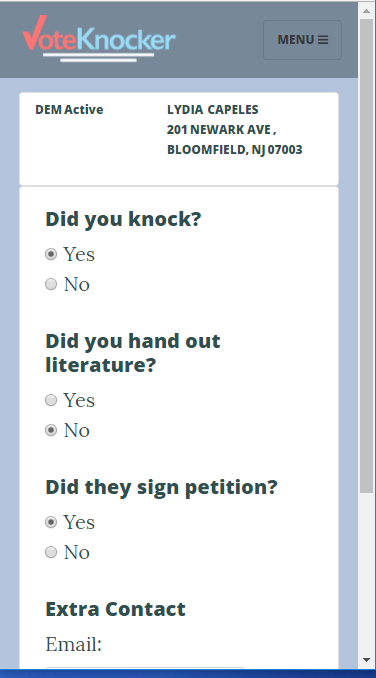 VoteKnocker
MENU
DEM Active
LYDIA CAPELES
201 NEWARK AVE ,
BLOOMFIELD, NJ 07003
Did you knock?
Yes
No
Did you hand out
literature?
Yes
No
Did they sign petition?
Yes
No
Extra Contact
Email: